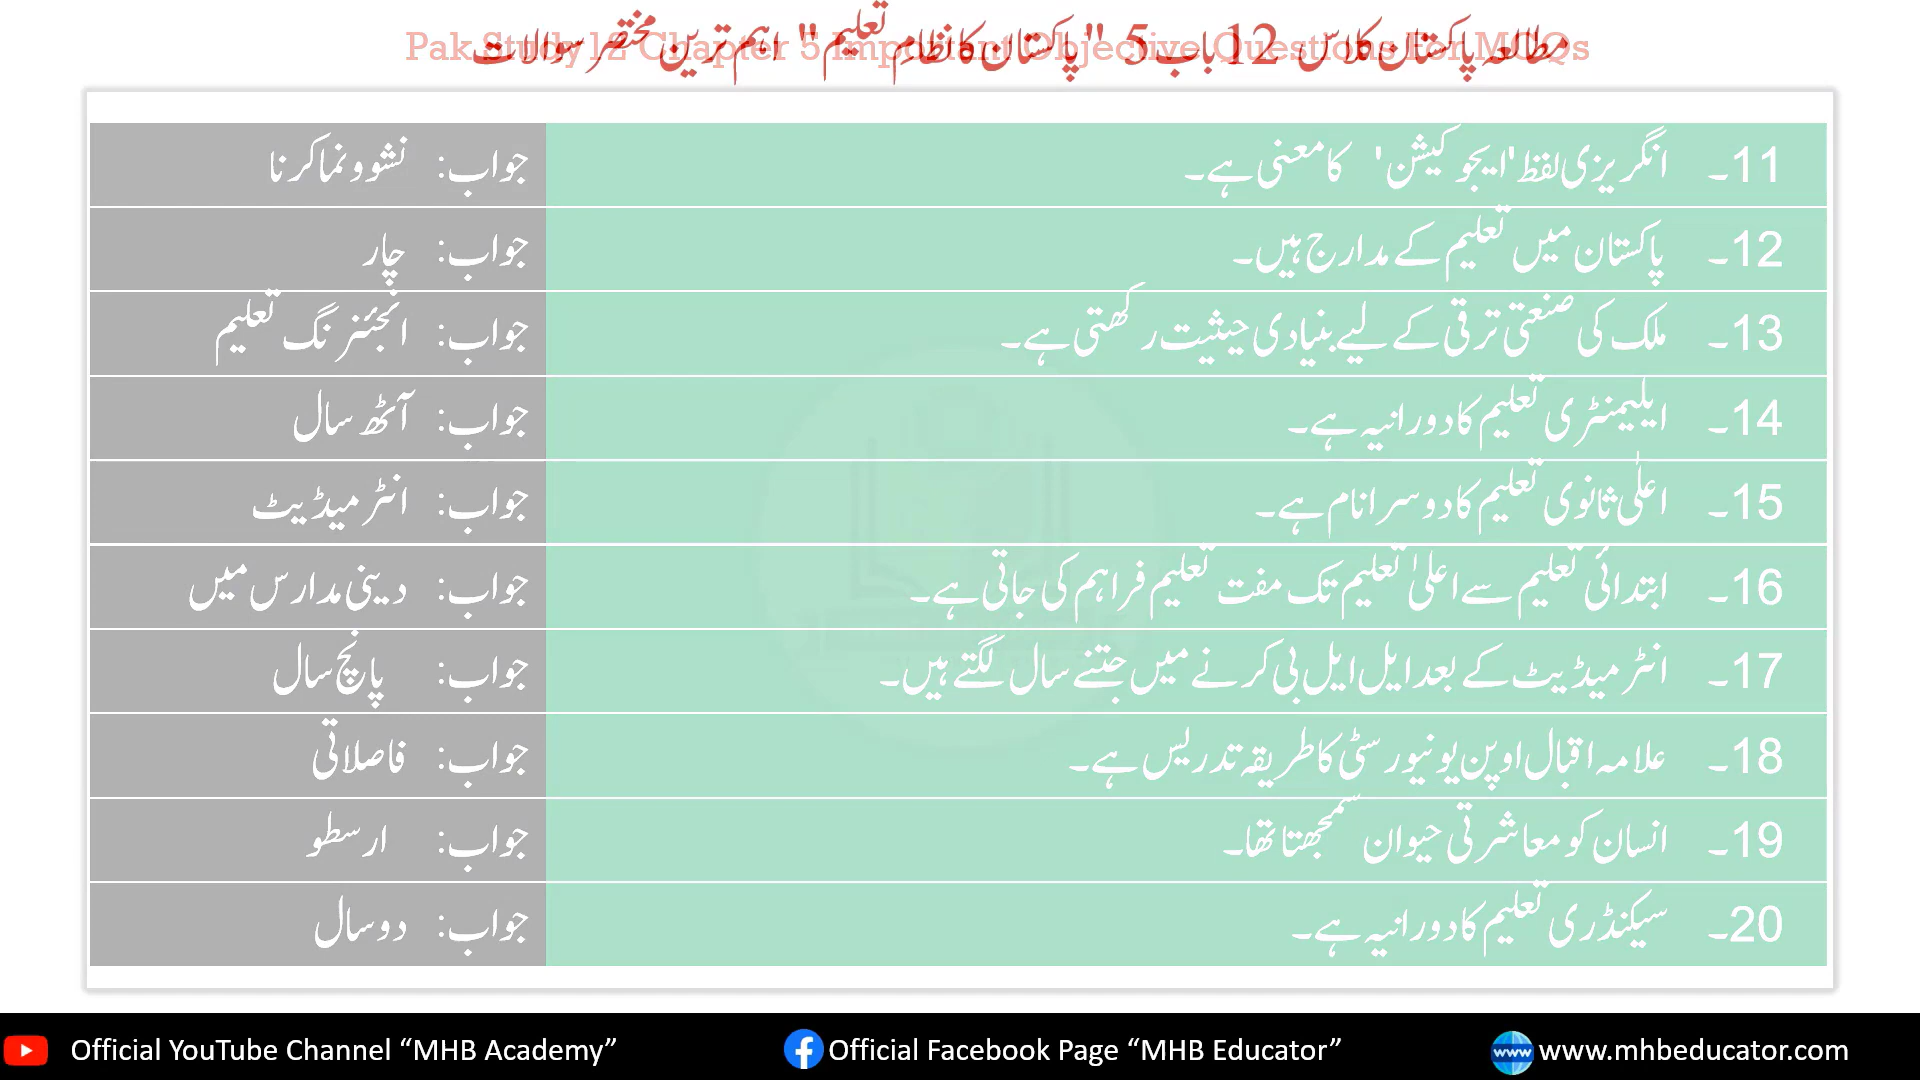 مطالعہ پاکستان کلاس 12 باب 5 "پاکستان کا نظامِ تعلیم" اہم ترین مختصر سوالات
Pak Study 12 Chapter 5 Important Objective Questions For MCQs
11۔ انگریزی لفظ 'ایجوکیشن' کا معنی ہے۔ جواب: نشوونما کرنا
12۔ پاکستان میں تعلیم کے مدارج ہیں۔ جواب: چار
13۔ ملک کی صنعتی ترقی کے لیے بنیادی حیثیت رکھتی ہے۔ جواب: انجئنرنگ تعلیم
14۔ ایلیمنٹری تعلیم کا دورانیہ ہے۔ جواب: آٹھ سال
15۔ اعلٰی ثانوی تعلیم کا دوسرا نام ہے۔ جواب: انٹرمیڈیٹ
16۔ ابتدائی تعلیم سے اعلیٰ تعلیم تک مفت تعلیم فراہم کی جاتی ہے۔ جواب: دینی مدارس میں
17۔ انٹرمیڈیٹ کے بعد ایل ایل بی کرنے میں جتنے سال لگتے ہیں۔ جواب: پانچ سال
18۔ علامہ اقبال اوپن یونیورسٹی کا طریقہ تدریس ہے۔ جواب: فاصلاتی
19۔ انسان کو معاشرتی حیوان سمجھتا تھا۔ جواب: ارسطو
20۔ سیکنڈری تعلیم کا دورانیہ ہے۔ جواب: دو سال
Official YouTube Channel “MHB Academy” Official Facebook Page “MHB Educator” www.mhbeducator.com